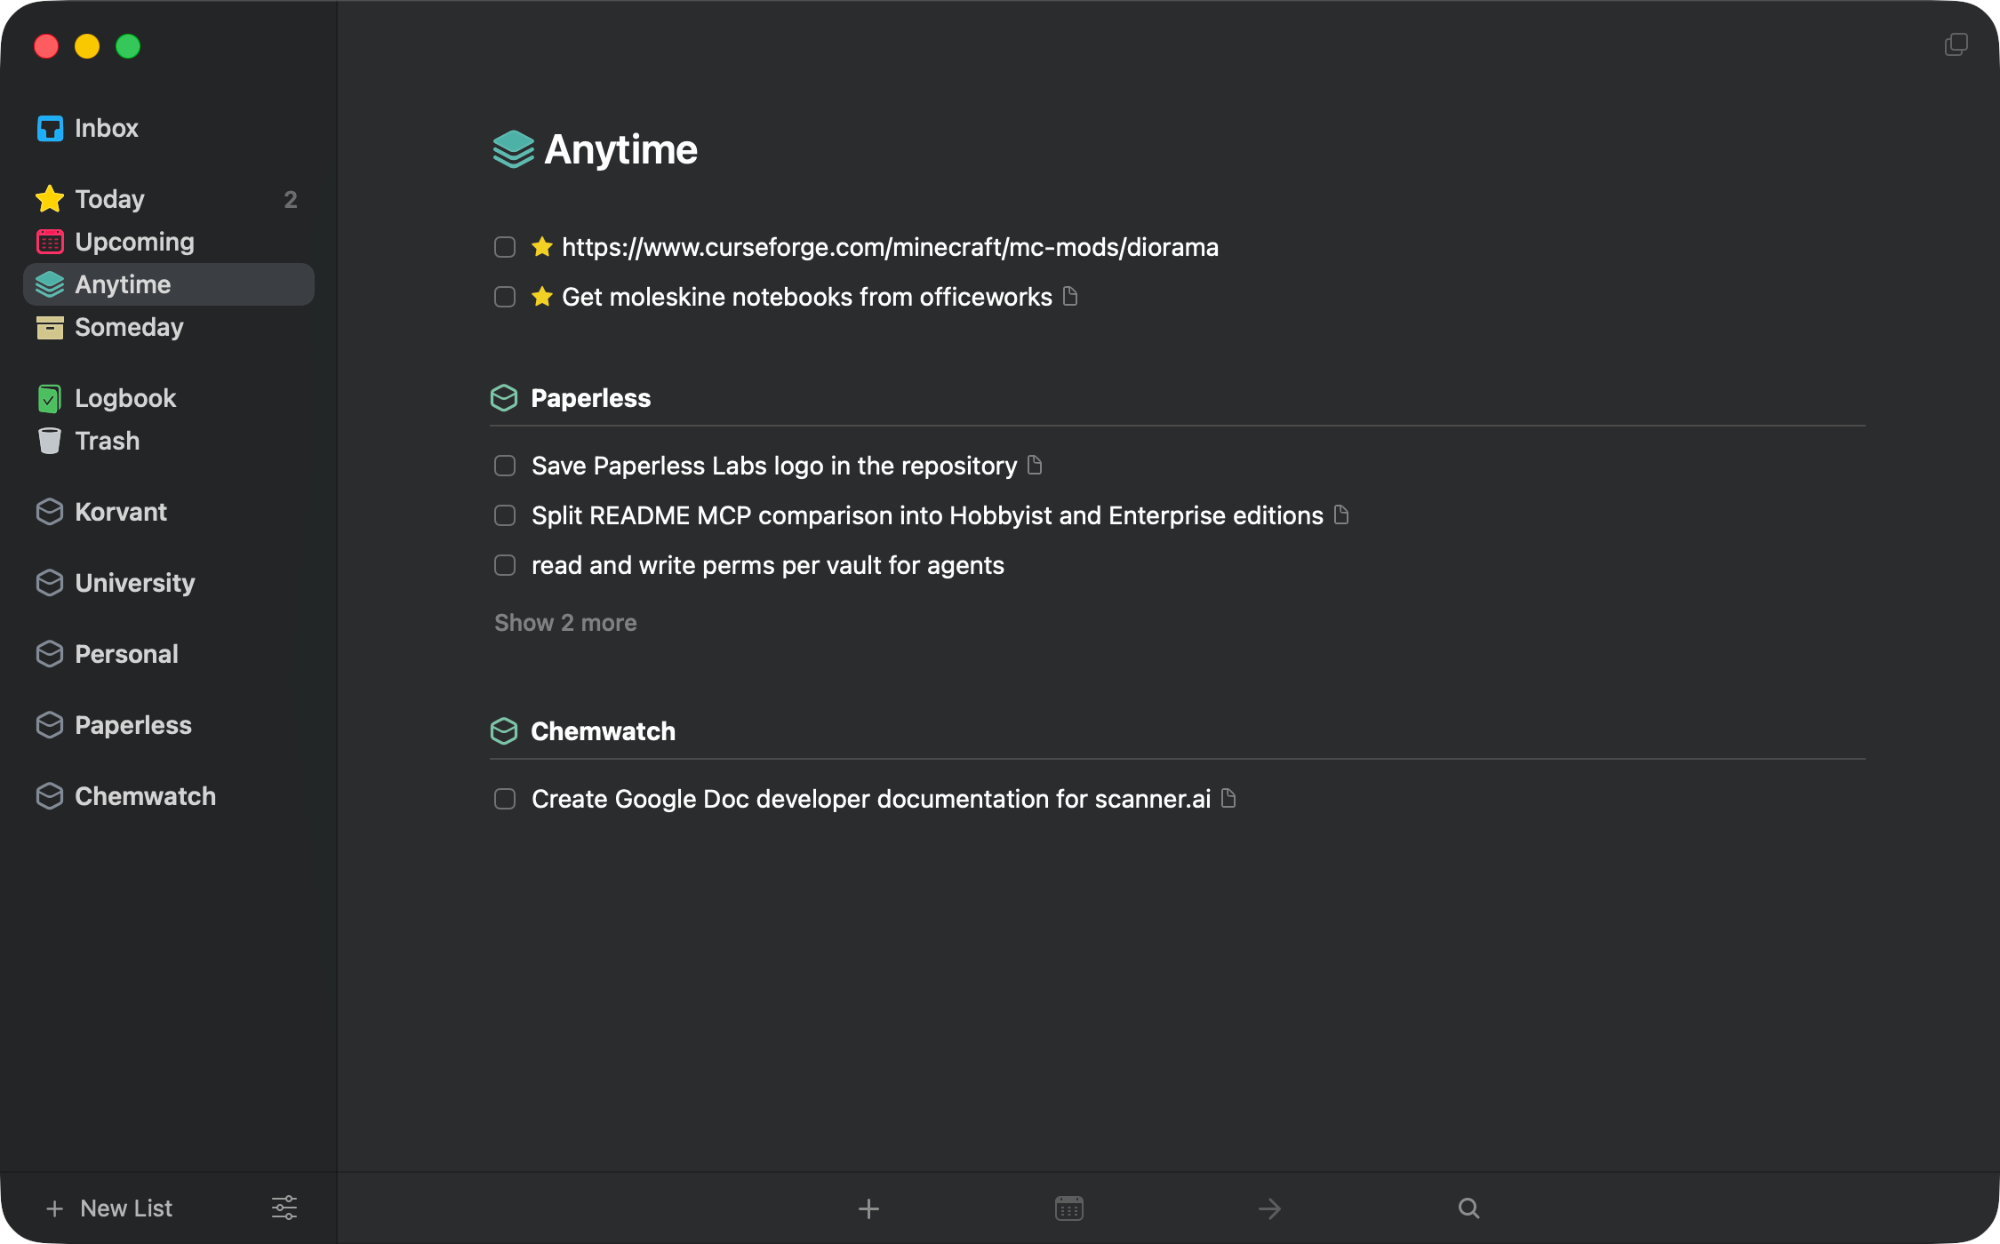 Inbox
Today 2
Upcoming
Anytime
Someday
Logbook
Trash
Korvant
University
Personal
Paperless
Chemwatch
New List
Anytime
https://www.curseforge.com/minecraft/mc-mods/diorama
Get moleskine notebooks from officeworks
Paperless
Save Paperless Labs logo in the repository
Split README MCP comparison into Hobbyist and Enterprise editions
read and write perms per vault for agents
Show 2 more
Chemwatch
Create Google Doc developer documentation for scanner.ai